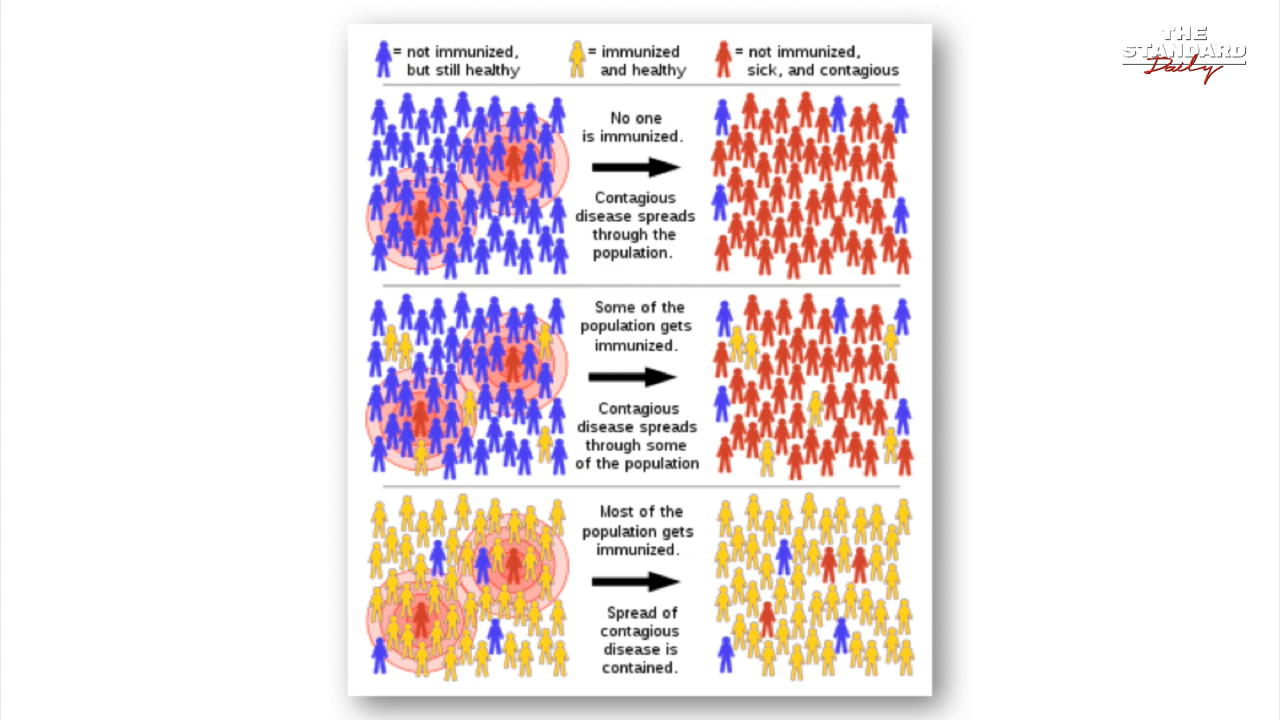 THE
STANDARD
Daily
= not immunized,
but still healthy
= immunized
and healthy
= not immunized,
sick, and contagious
No one
is immunized.
Contagious
disease spreads
through the
population.
Some of the
population gets
immunized.
Contagious
disease spreads
through some
of the population
Most of the
population gets
immunized.
Spread of
contagious
disease is
contained.